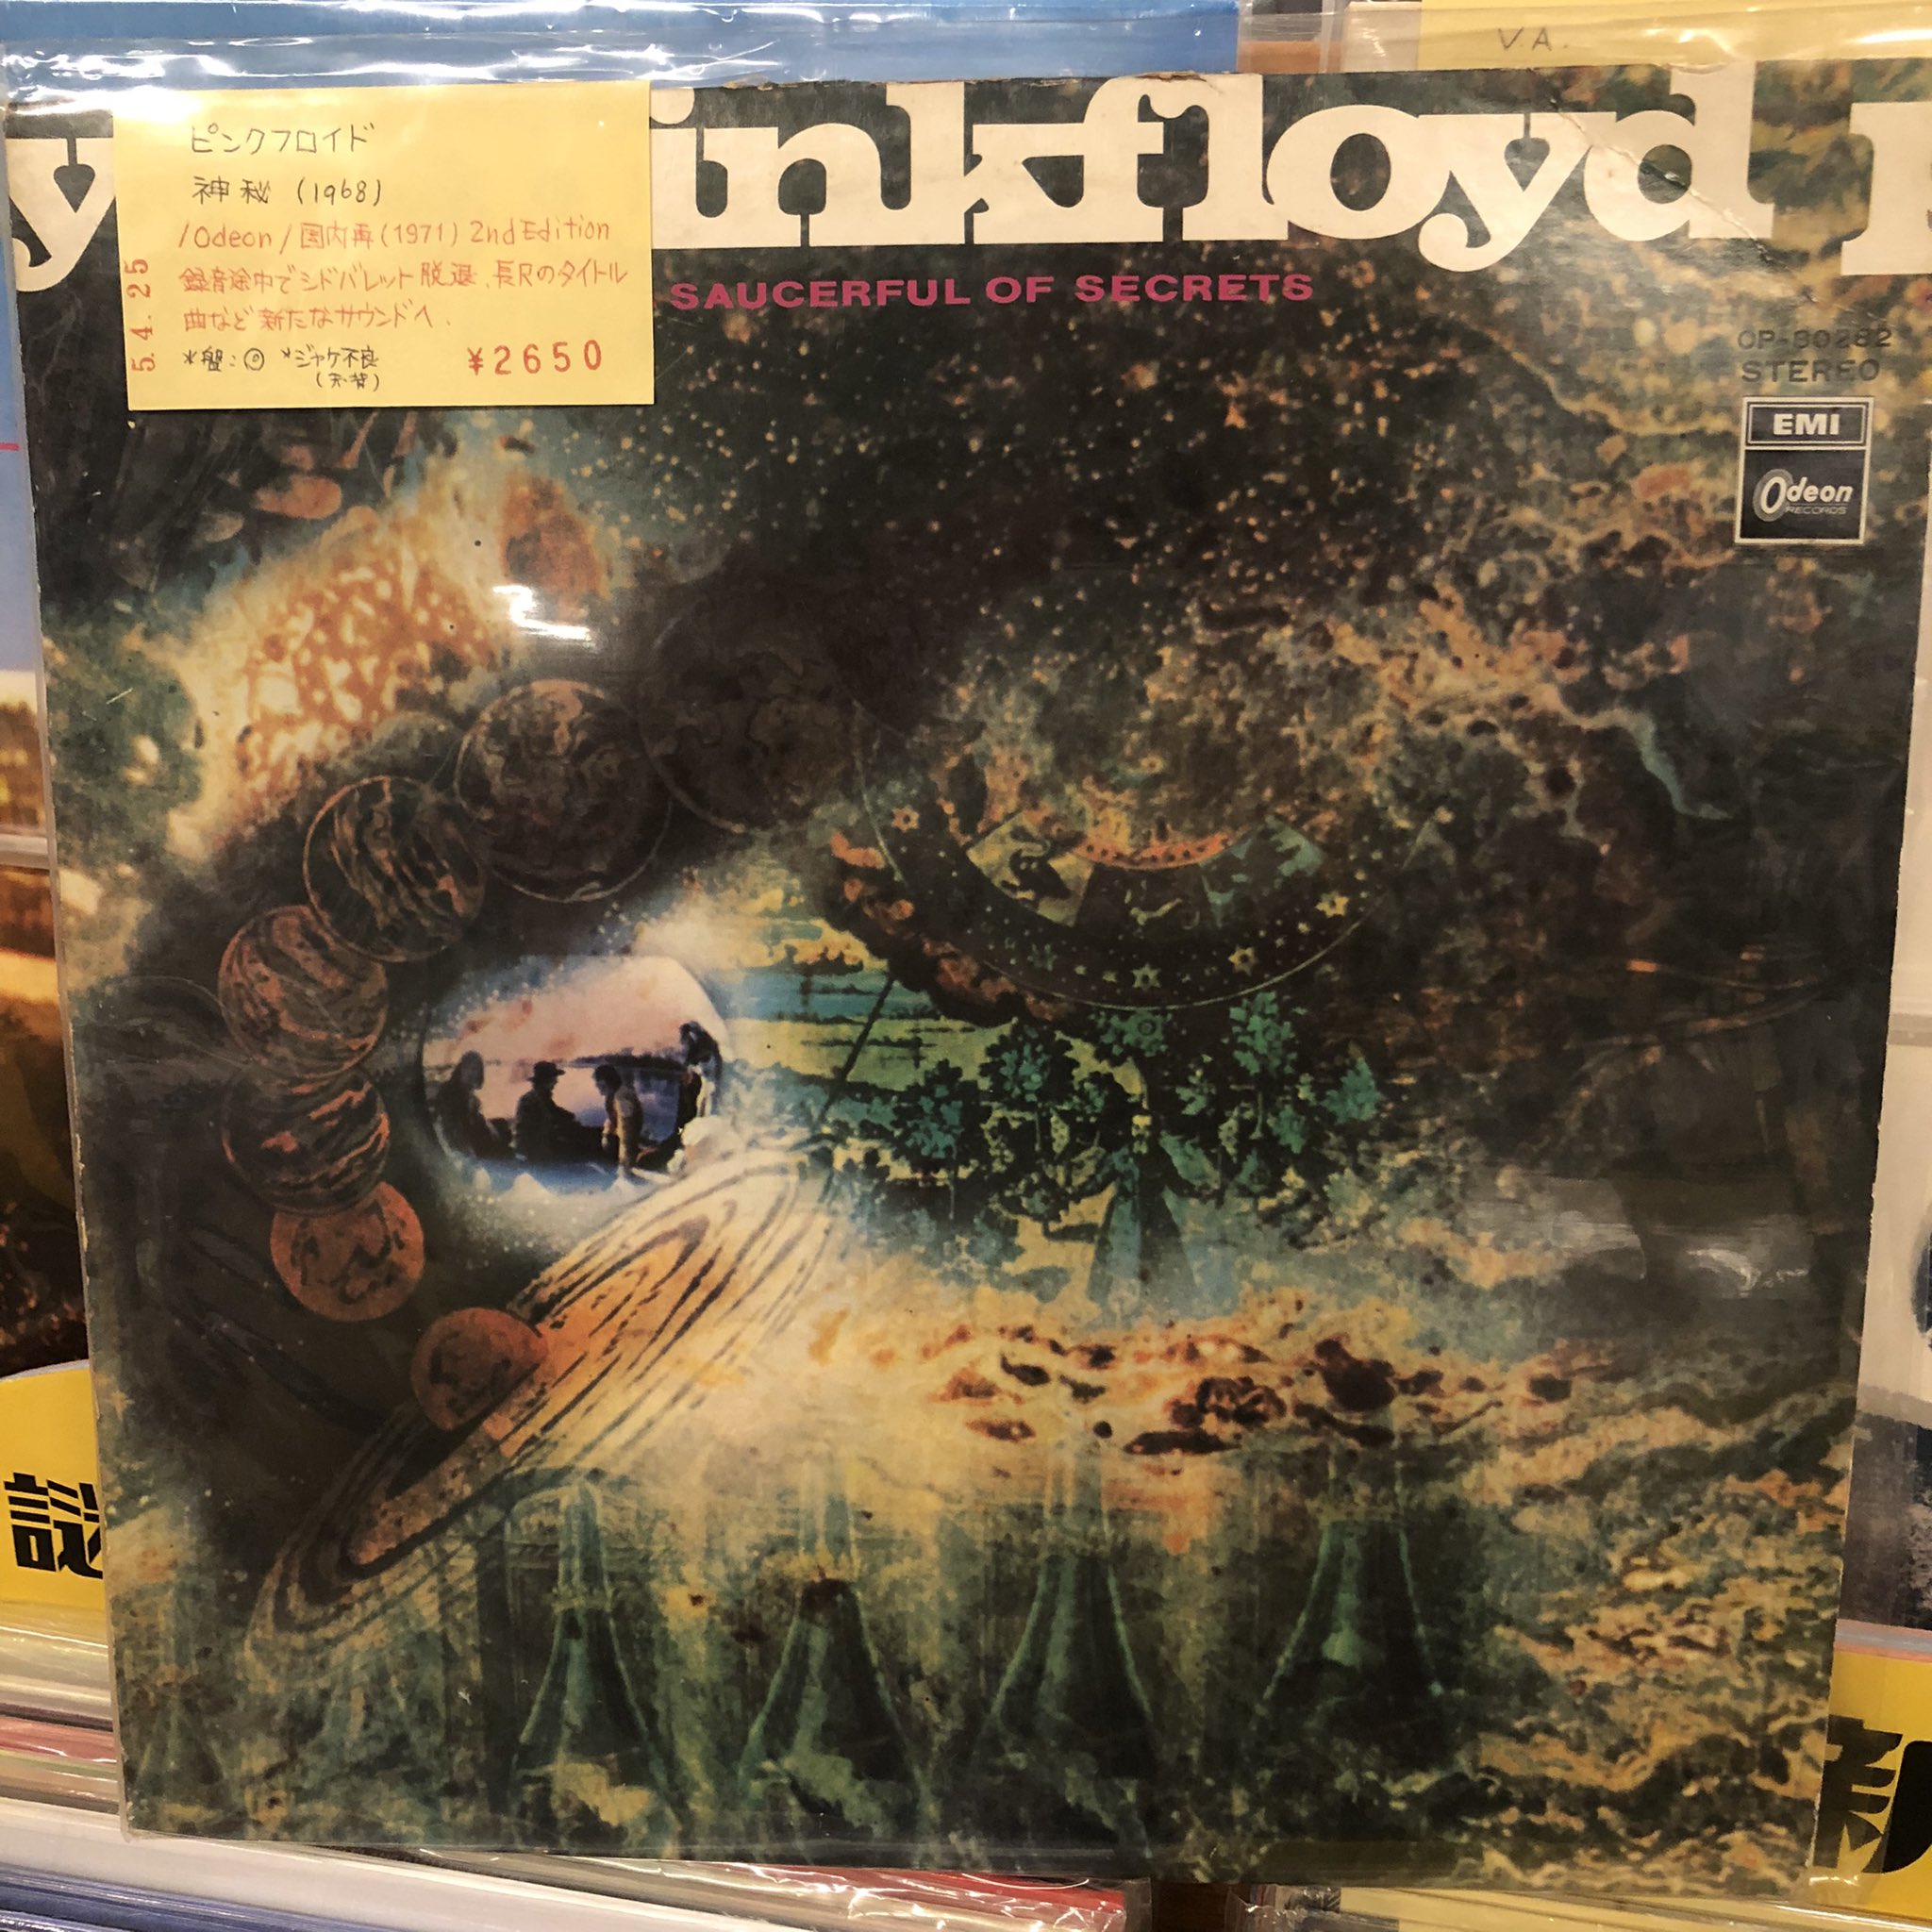 V.A.
inkfloyd
SAUCERFUL OF SECRETS
ピンクフロイド
神秘 (1968)
/Odeon/国内再(1971) 2nd Edition
録音途中でシドバレット脱退、長尺のタイトル
曲など新たなサウンドへ.
*盤:◎ *ジャケ不良
¥2650
5.4.25
OP-80282
STEREO
EMI
Odeon
RECORDS
謎
新